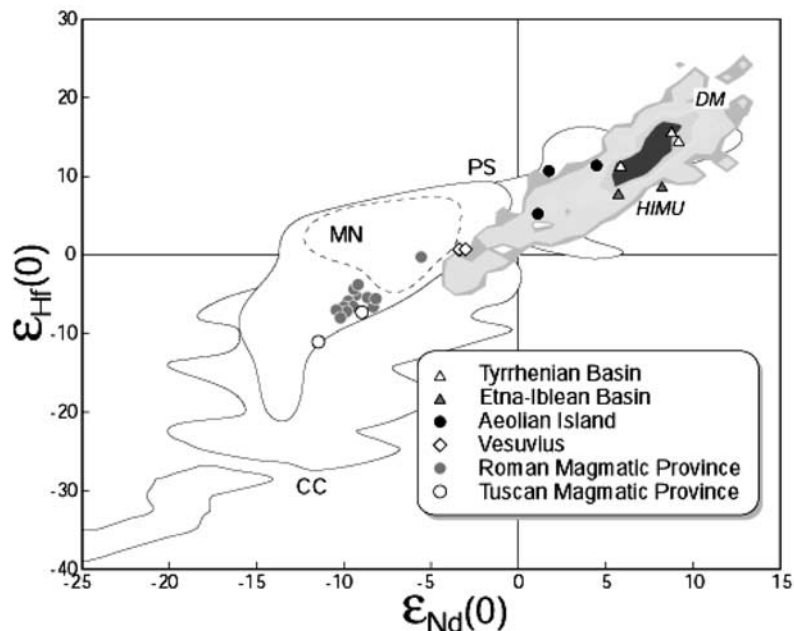 30
20
10
0
-10
-20
-30
-40
εHf(0)
DM
PS
HIMU
MN
CC
Tyrrhenian Basin
Etna-Iblean Basin
Aeolian Island
Vesuvius
Roman Magmatic Province
Tuscan Magmatic Province
-25 -20 -15 -10 -5 0 5 10 15
εNd(0)